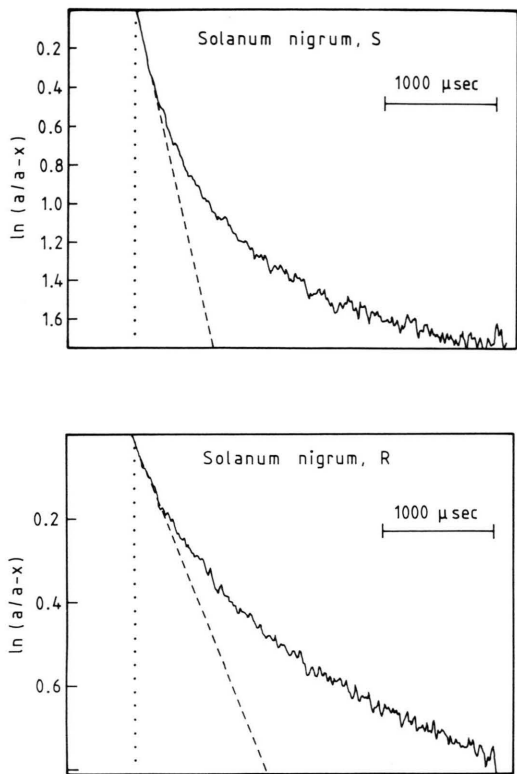 Solanum nigrum, S
1000 µsec
ln (a/a-x)
0.2
0.4
0.6
0.8
1.0
1.2
1.4
1.6
Solanum nigrum, R
1000 µsec
ln (a/a-x)
0.2
0.4
0.6